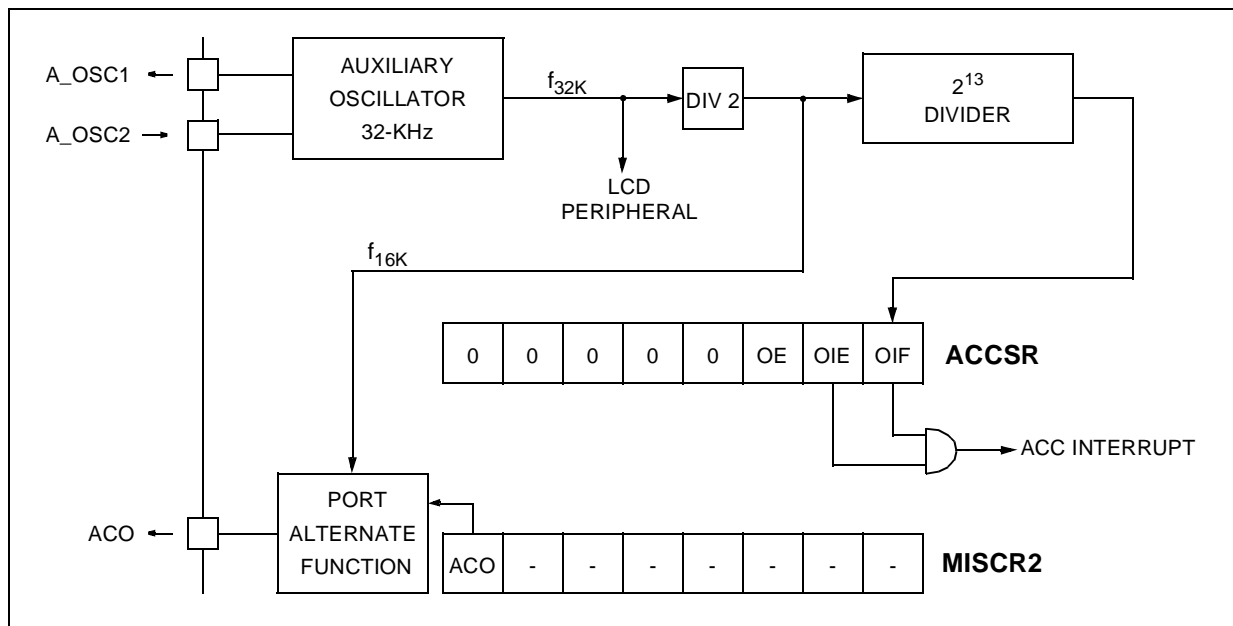 A_OSC1
A_OSC2
AUXILIARY
OSCILLATOR
32-KHz
f32K
DIV 2
2^13
DIVIDER
LCD
PERIPHERAL
f16K
0 0 0 0 0 OE OIE OIF
ACCSR
ACC INTERRUPT
ACO
PORT
ALTERNATE
FUNCTION
ACO - - - - - - -
MISCR2